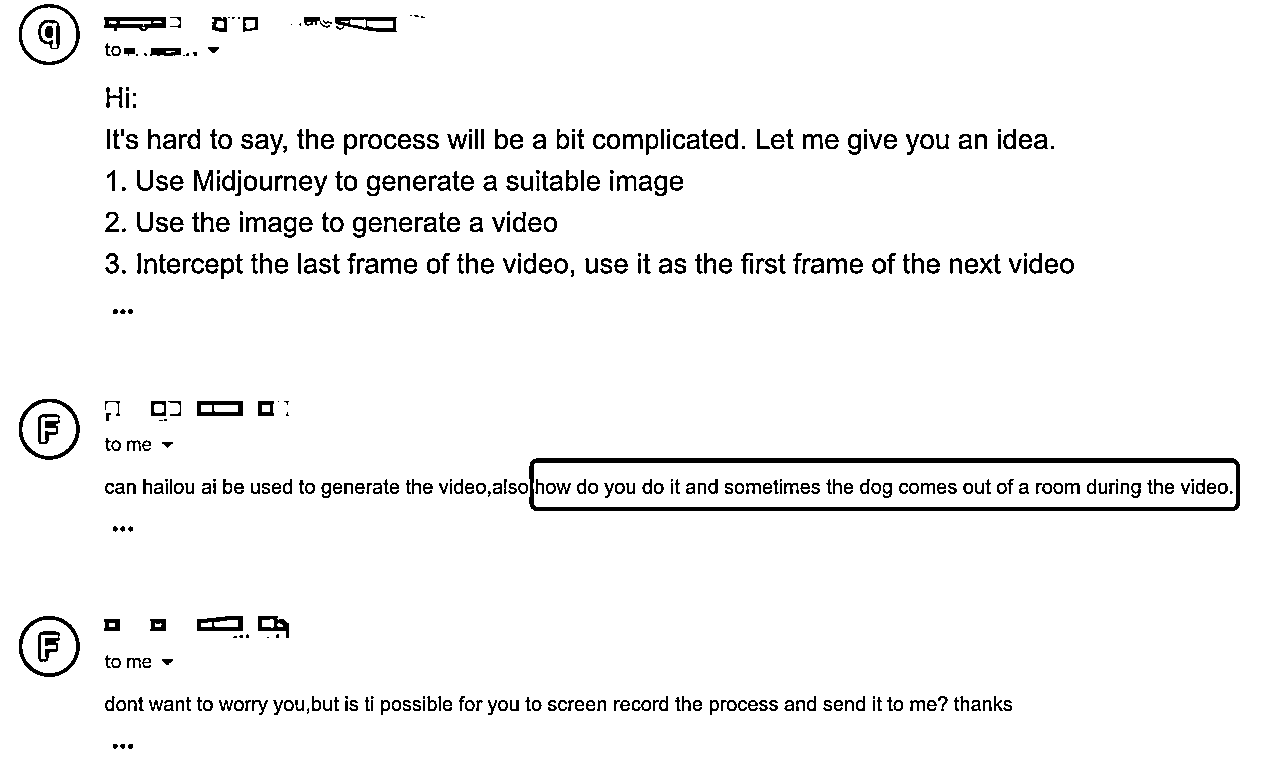 q
to
Hi:
It's hard to say, the process will be a bit complicated. Let me give you an idea.
1. Use Midjourney to generate a suitable image
2. Use the image to generate a video
3. Intercept the last frame of the video, use it as the first frame of the next video
...
F
to me
can hailou ai be used to generate the video,also how do you do it and sometimes the dog comes out of a room during the video.
...
F
to me
dont want to worry you,but is ti possible for you to screen record the process and send it to me? thanks
...